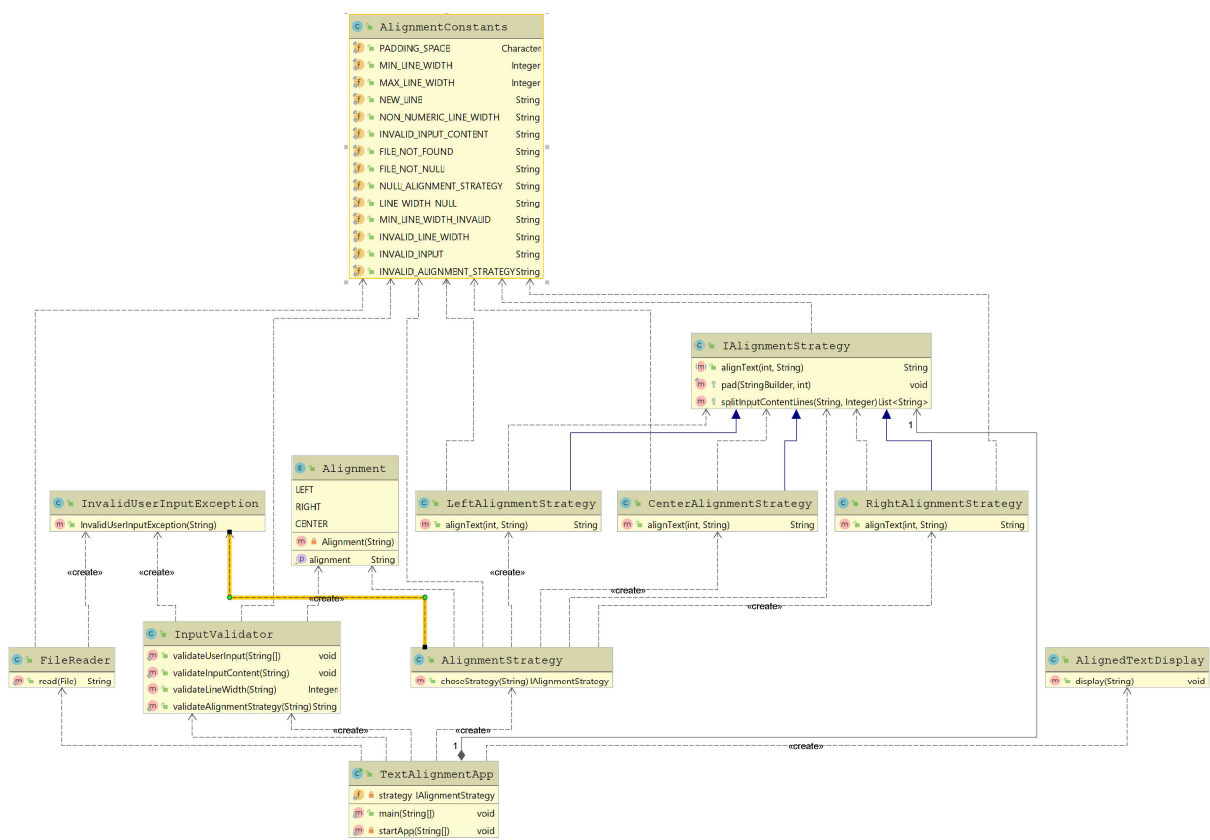 AlignmentConstants
PADDING_SPACE Character
MIN_LINE_WIDTH Integer
MAX_LINE_WIDTH Integer
NEW_LINE String
NON_NUMERIC_LINE_WIDTH String
INVALID_INPUT_CONTENT String
FILE_NOT_FOUND String
FILE_NOT_NULL String
NULL_ALIGNMENT_STRATEGY String
LINE_WIDTH_NULL String
MIN_LINE_WIDTH_INVALID String
INVALID_LINE_WIDTH String
INVALID_INPUT String
INVALID_ALIGNMENT_STRATEGY String
IAlignmentStrategy
alignText(int, String) String
pad(StringBuilder, int) void
splitInputContentLines(String, Integer) List<String>
1
Alignment
LEFT
RIGHT
CENTER
Alignment(String)
alignment String
InvalidUserInputException
InvalidUserInputException(String)
LeftAlignmentStrategy
alignText(int, String) String
CenterAlignmentStrategy
alignText(int, String) String
RightAlignmentStrategy
alignText(int, String) String
«create»
«create»
«create»
«create»
«create»
«create»
InputValidator
validateUserInput(String[]) void
validateInputContent(String) void
validateLineWidth(String) Integer
validateAlignmentStrategy(String) String
FileReader
read(File) String
AlignmentStrategy
choseStrategy(String) IAlignmentStrategy
AlignedTextDisplay
display(String) void
«create»
«create»
1
«create»
TextAlignmentApp
strategy IAlignmentStrategy
main(String[]) void
startApp(String[]) void